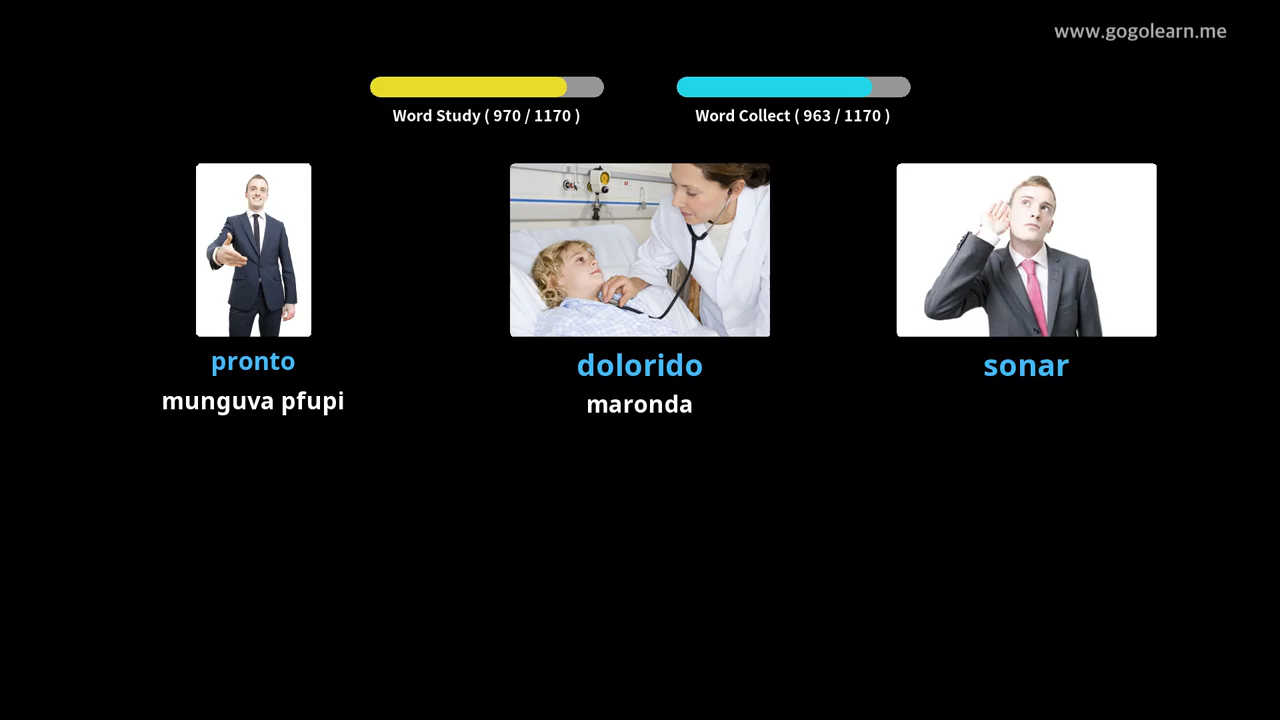 www.gogolearn.me
Word Study ( 970 / 1170 )
Word Collect ( 963 / 1170 )
pronto
munguva pfupi
dolorido
maronda
sonar